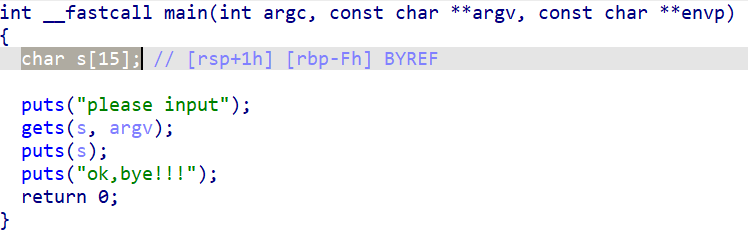 int __fastcall main(int argc, const char **argv, const char **envp)
{
  char s[15]; // [rsp+1h] [rbp-Fh] BYREF

  puts("please input");
  gets(s, argv);
  puts(s);
  puts("ok,bye!!!");
  return 0;
}